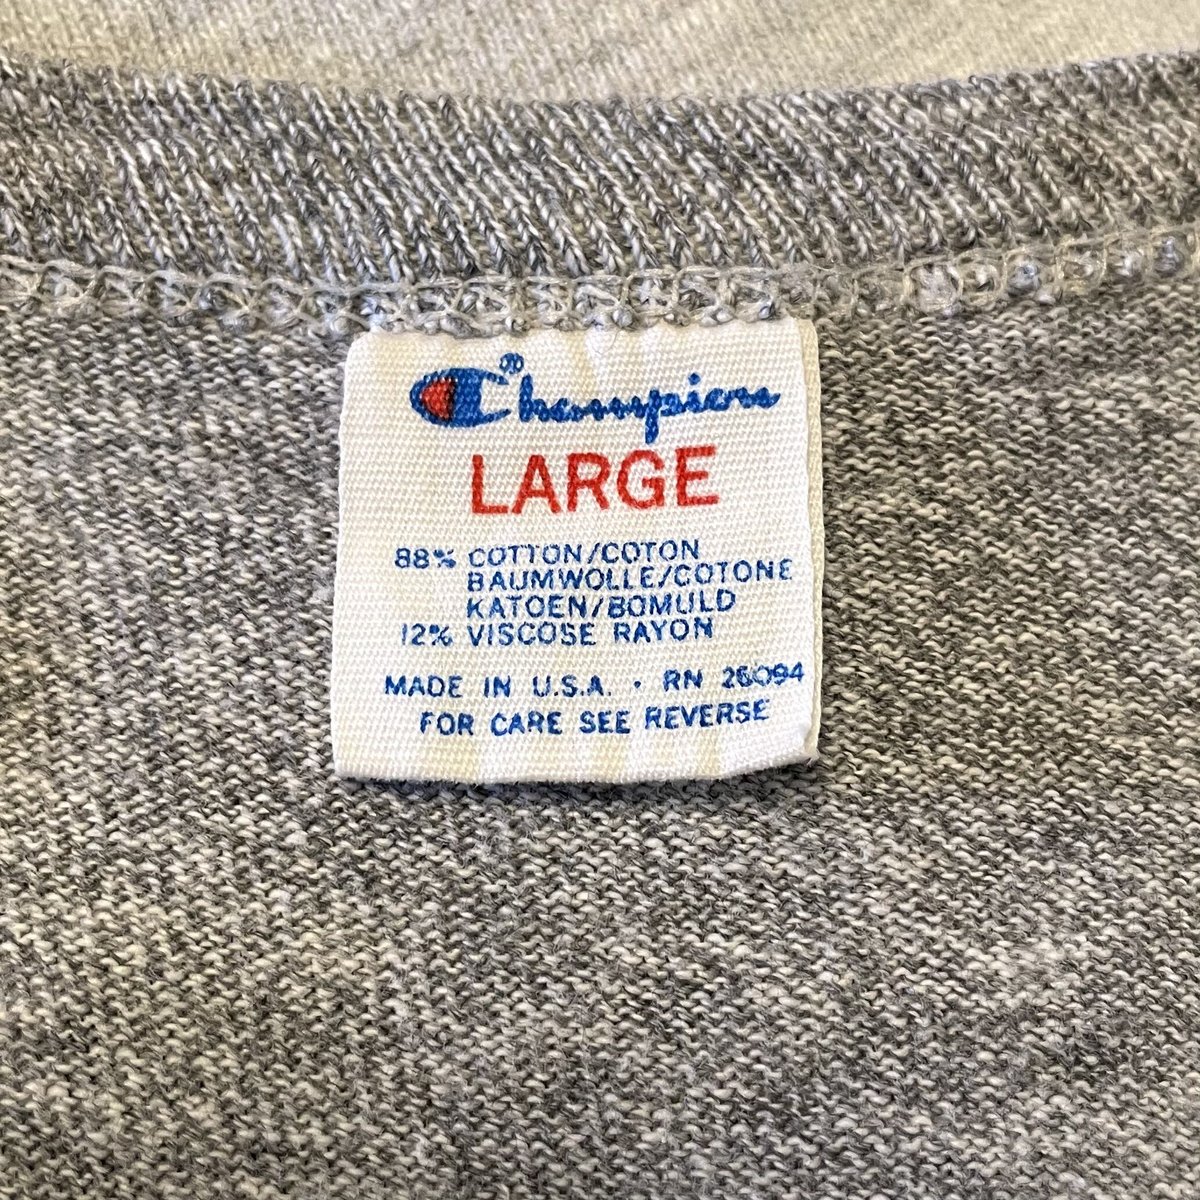 Champion®
LARGE
88% COTTON/COTON
BAUMWOLLE/COTONE
KATOEN/BOMULD
12% VISCOSE RAYON
MADE IN U.S.A. · RN 26094
FOR CARE SEE REVERSE